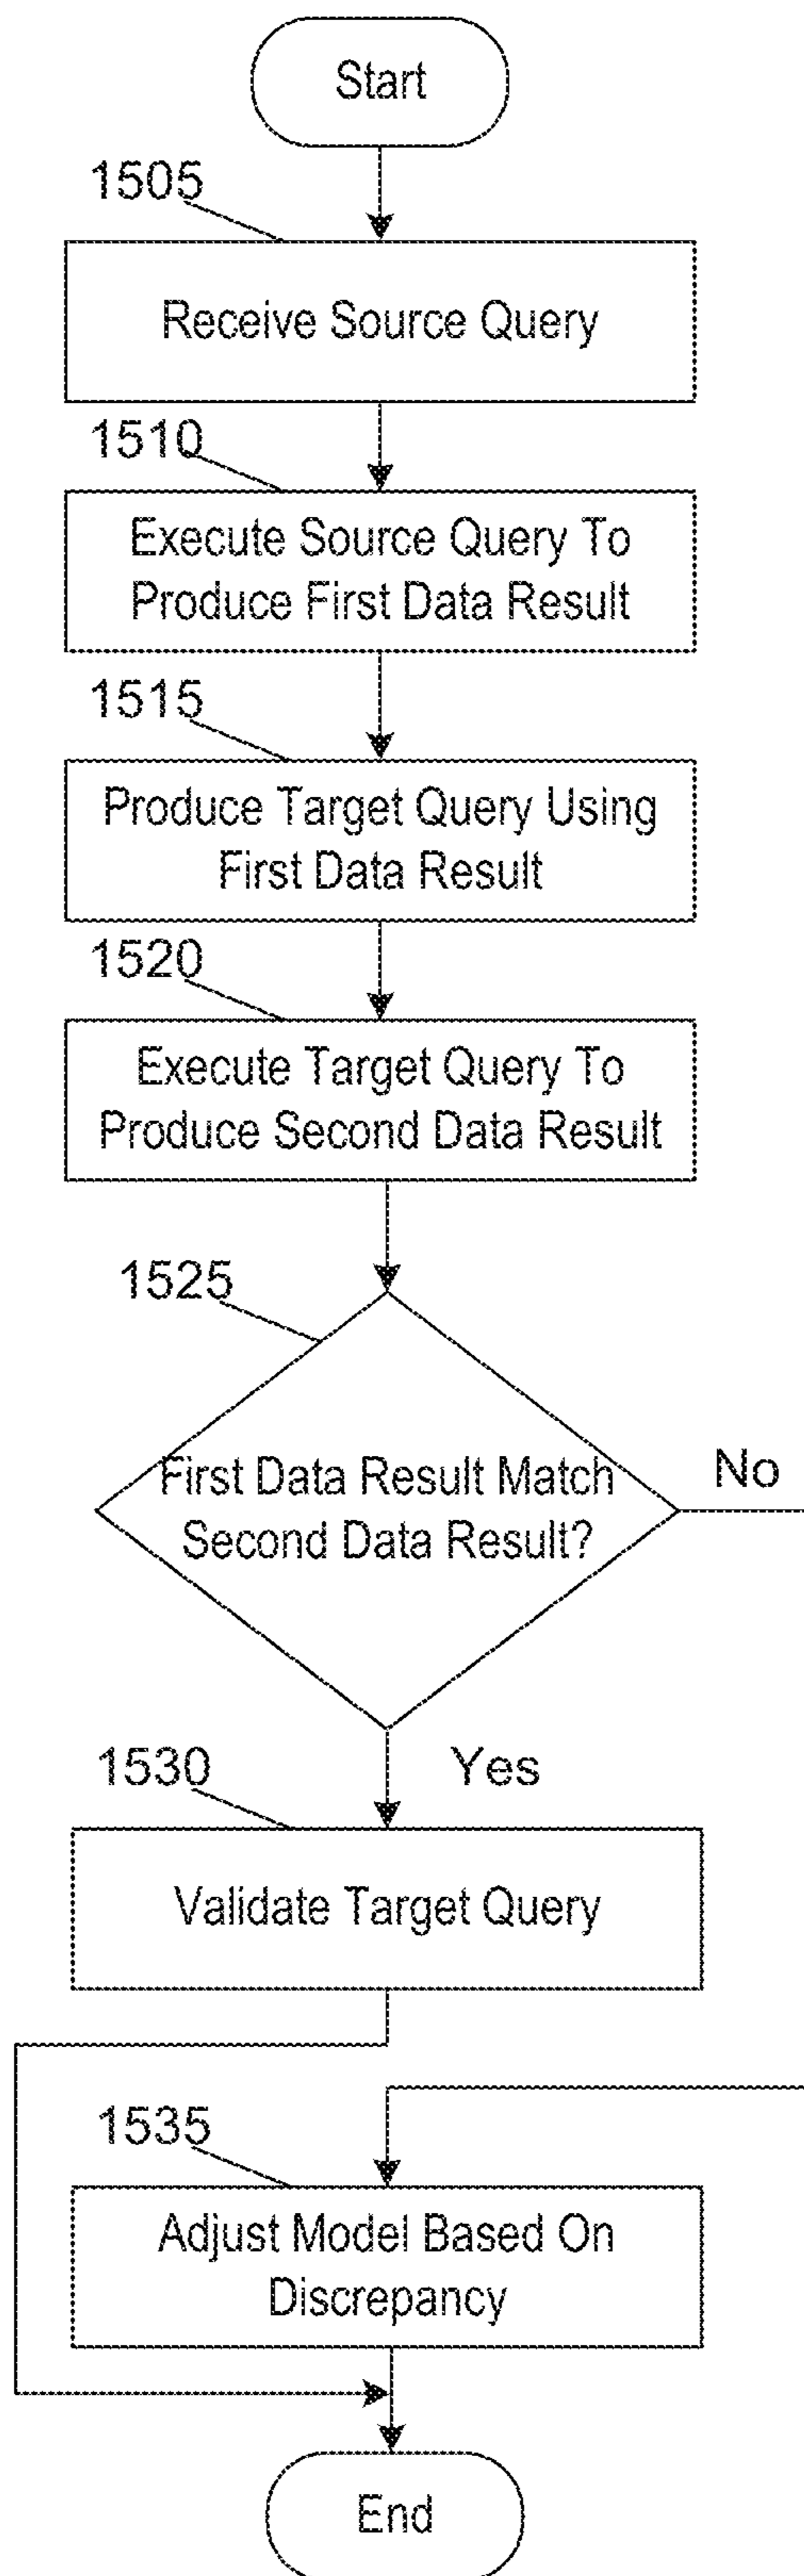 Start
1505
Receive Source Query
1510
Execute Source Query To
Produce First Data Result
1515
Produce Target Query Using
First Data Result
1520
Execute Target Query To
Produce Second Data Result
1525
First Data Result Match
Second Data Result?
No
Yes
1530
Validate Target Query
1535
Adjust Model Based On
Discrepancy
End